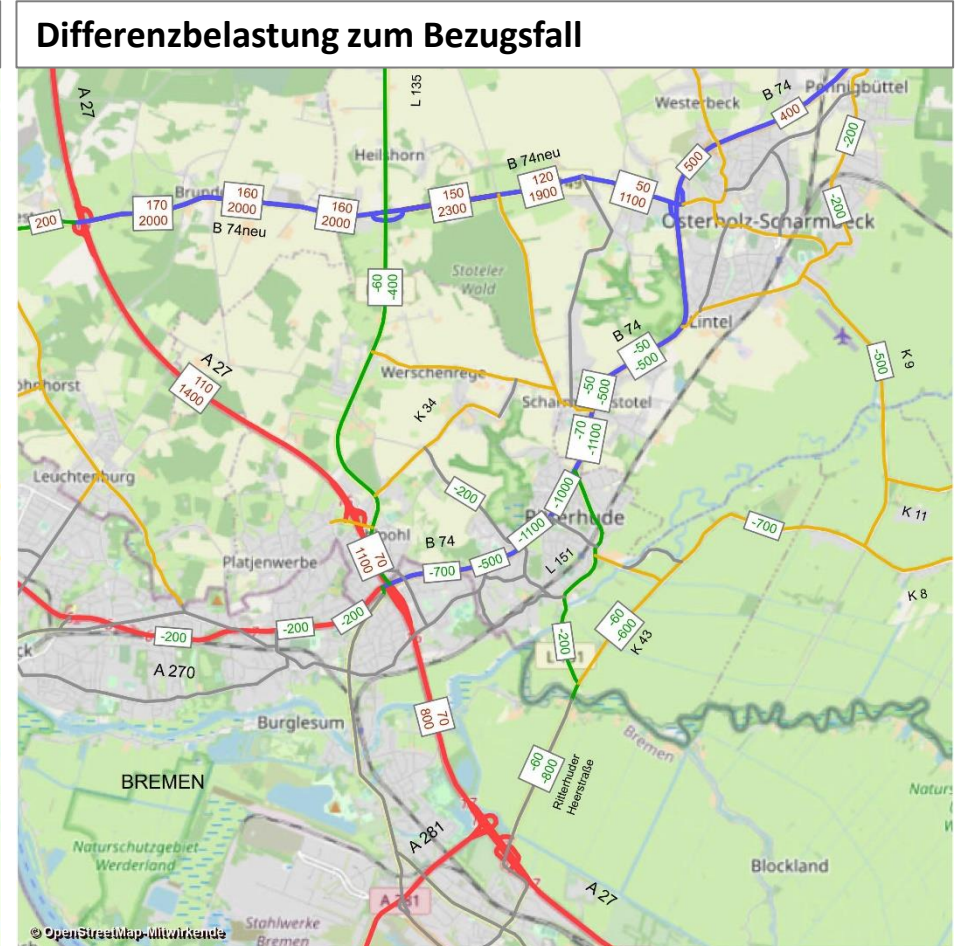 Differenzbelastung zum Bezugsfall
A 27
L 135
Westerbeck
B 74
Pennigbüttel
400
-200
Heilshorn
B 74neu
500
170
2000
160
2000
160
2000
150
2300
120
1900
50
1100
-200
200
B 74neu
Osterholz-Scharmbeck
-60
-400
Stoteler
Wald
B 74
Lintel
-50
-500
K 9
-500
A 27
110
1400
Werschenrege
K 34
-50
-500
-70
-1100
Leuchtenburg
-200
-1000
Ritterhude
K 11
-700
-1100
B 74
Platjenwerbe
70
1100
-700
-500
L 151
K 8
-200
-200
-200
-60
-600
K 43
-200
A 270
Burglesum
70
800
Bremen
-60
-800
Ritterhuder
Heerstraße
BREMEN
A 281
Naturschutzgebiet
Werderland
Blockland
A 27
Stahlwerke
Bremen
© OpenStreetMap-Mitwirkende